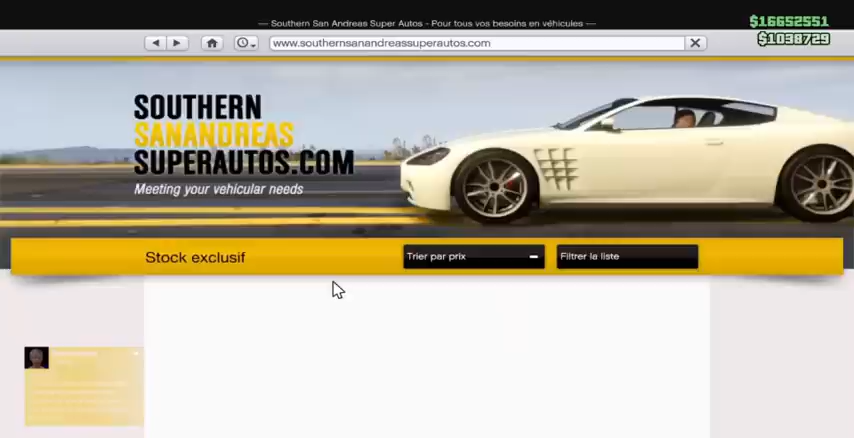 — Southern San Andreas Super Autos - Pour tous vos besoins en véhicules —
$16652551
$1038729
www.southernsanandreassuperautos.com
SOUTHERN
SANANDREAS
SUPERAUTOS.COM
Meeting your vehicular needs
Stock exclusif
Trier par prix
Filtrer la liste